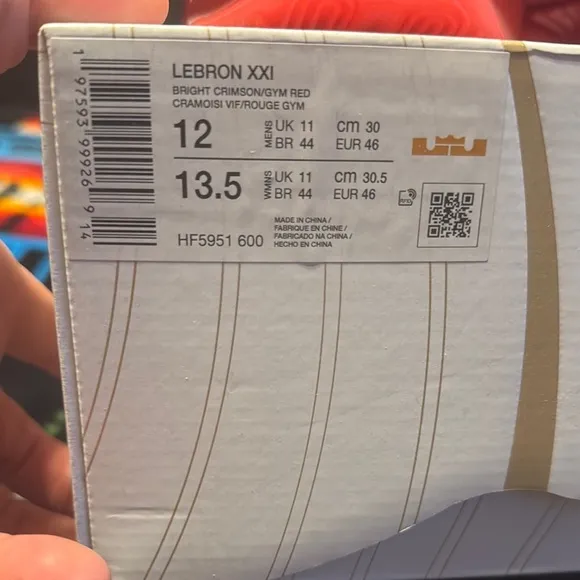 LEBRON XXI
BRIGHT CRIMSON/GYM RED
CRAMOISI VIF/ROUGE GYM
12 MENS UK 11 cm 30
BR 44 EUR 46
13.5 WMNS UK 11 cm 30.5
BR 44 EUR 46
HF5951 600
MADE IN CHINA /
FABRIQUE EN CHINE /
FABRICADO NA CHINA /
HECHO EN CHINA
1 97593 99926 9 14